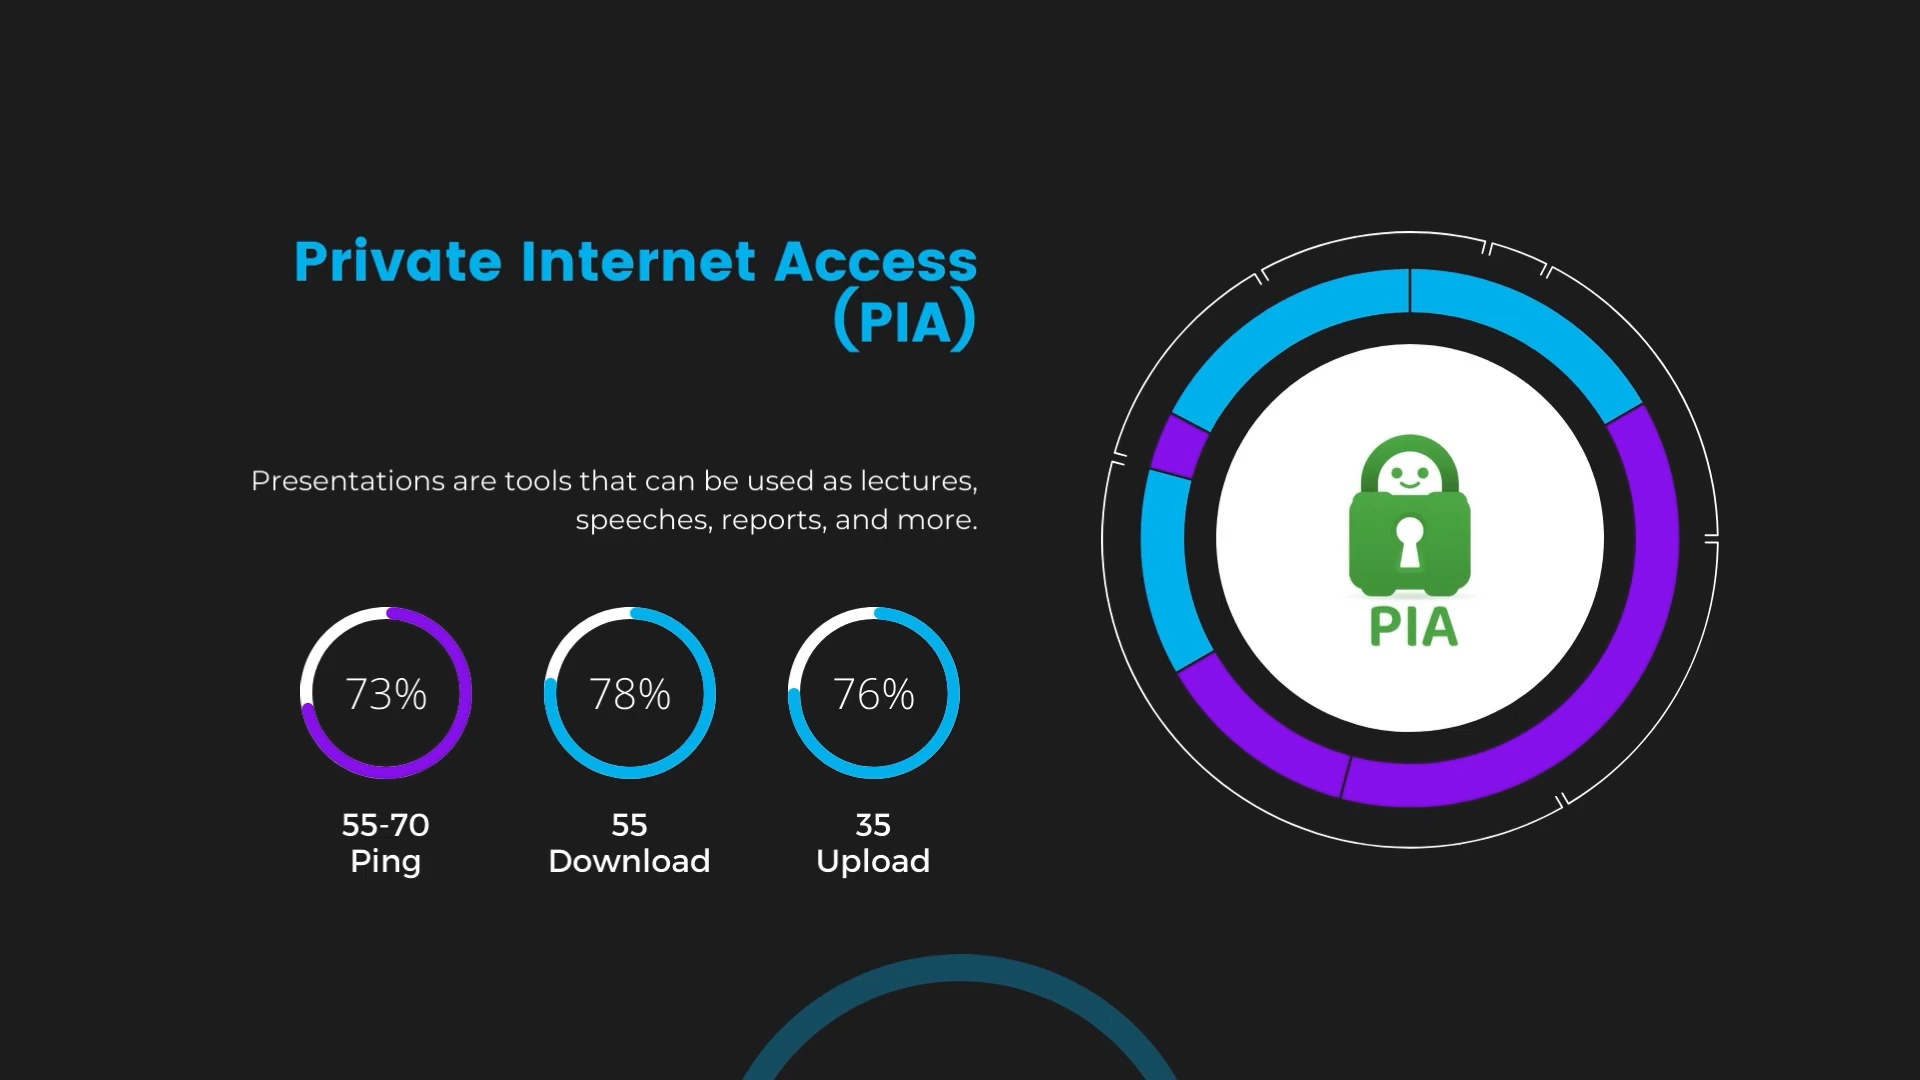 Private Internet Access
(PIA)
Presentations are tools that can be used as lectures,
speeches, reports, and more.
73%
78%
76%
55-70
Ping
55
Download
35
Upload
PIA